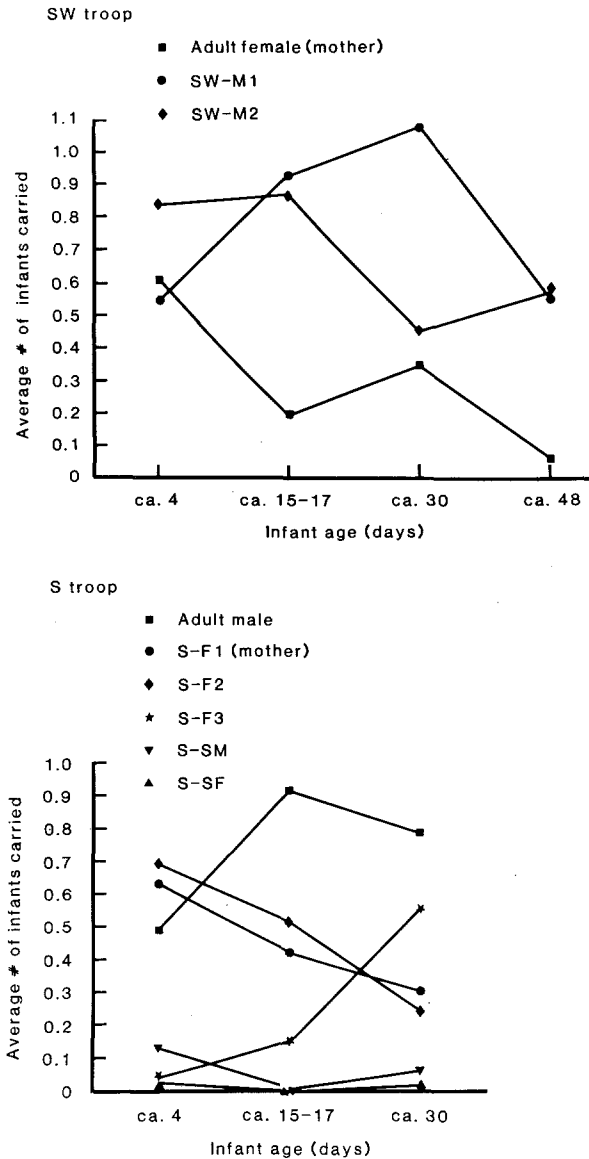 SW troop
Adult female (mother)
SW-M1
SW-M2
1.1
1.0
0.9
0.8
0.7
0.6
0.5
0.4
0.3
0.2
0.1
0
Average # of infants carried
ca. 4 ca. 15-17 ca. 30 ca. 48
Infant age (days)
S troop
Adult male
S-F1 (mother)
S-F2
S-F3
S-SM
S-SF
1.0
0.9
0.8
0.7
0.6
0.5
0.4
0.3
0.2
0.1
0
Average # of infants carried
ca. 4 ca. 15-17 ca. 30
Infant age (days)